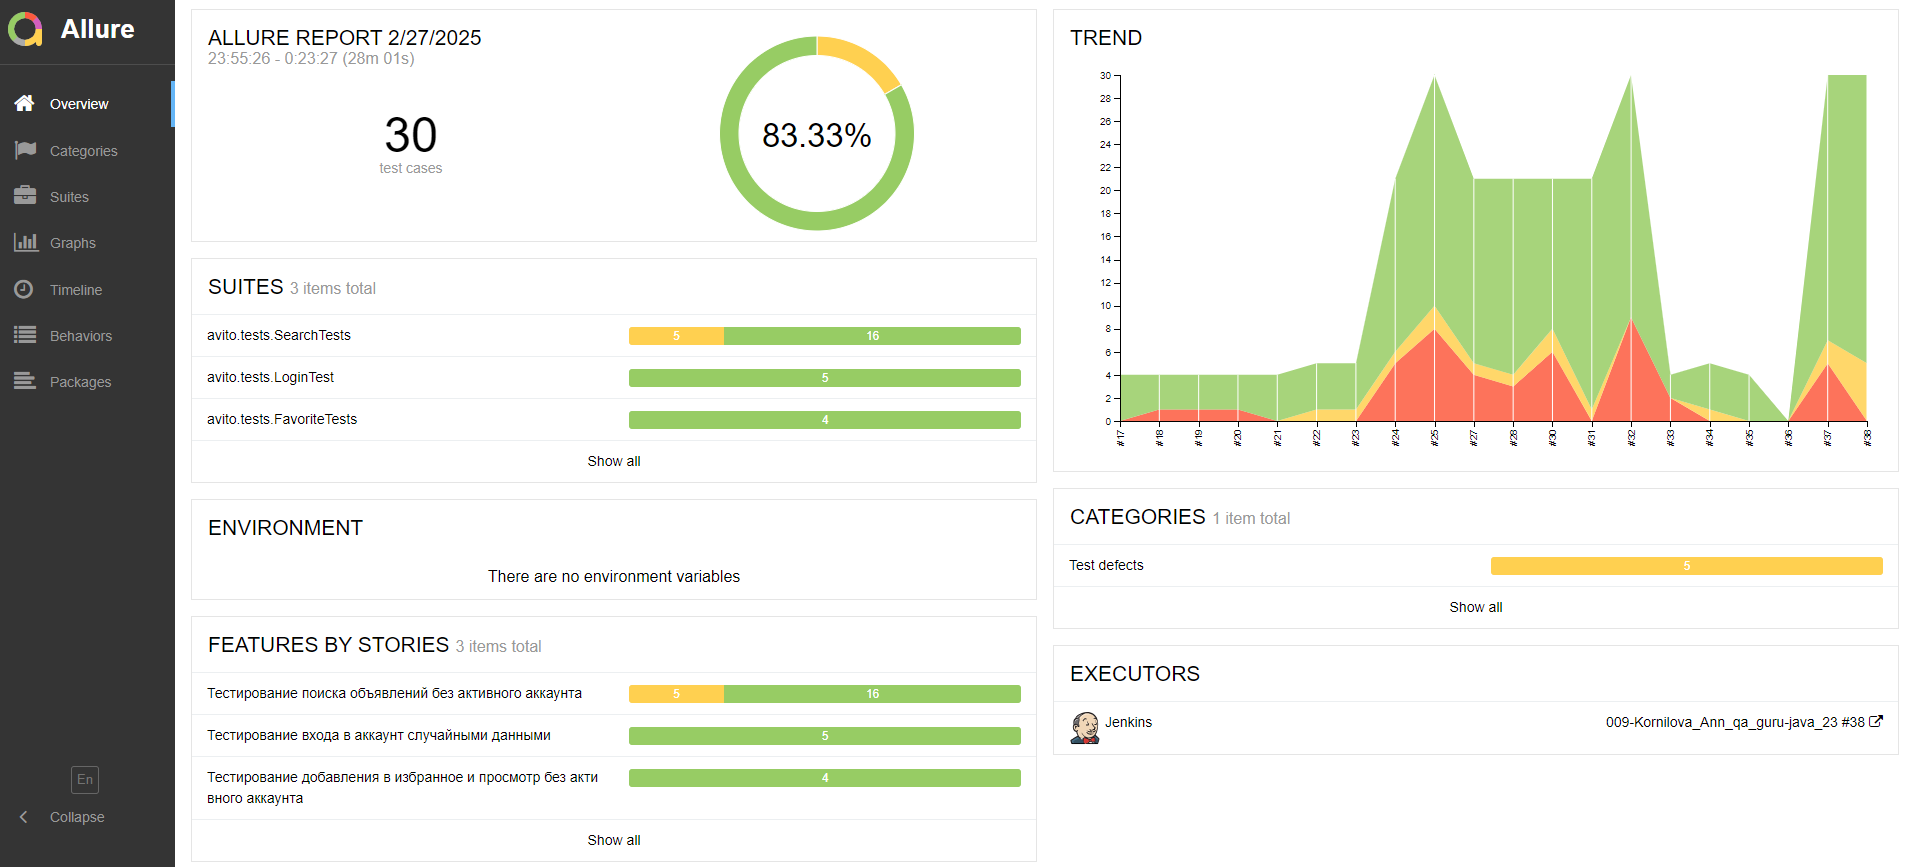 Allure
Overview
Categories
Suites
Graphs
Timeline
Behaviors
Packages
En
Collapse
ALLURE REPORT 2/27/2025
23:55:26 - 0:23:27 (28m 01s)
30
test cases
83.33%
SUITES 3 items total
avito.tests.SearchTests 5 16
avito.tests.LoginTest 5
avito.tests.FavoriteTests 4
Show all
ENVIRONMENT
There are no environment variables
FEATURES BY STORIES 3 items total
Тестирование поиска объявлений без активного аккаунта 5 16
Тестирование входа в аккаунт случайными данными 5
Тестирование добавления в избранное и просмотр без акти 4
вного аккаунта
Show all
TREND
30
28
26
24
22
20
18
16
14
12
10
8
6
4
2
0
#17 #18 #19 #20 #21 #22 #23 #24 #25 #27 #28 #30 #31 #32 #33 #34 #35 #36 #37 #38
CATEGORIES 1 item total
Test defects 5
Show all
EXECUTORS
Jenkins 009-Kornilova_Ann_qa_guru-java_23 #38